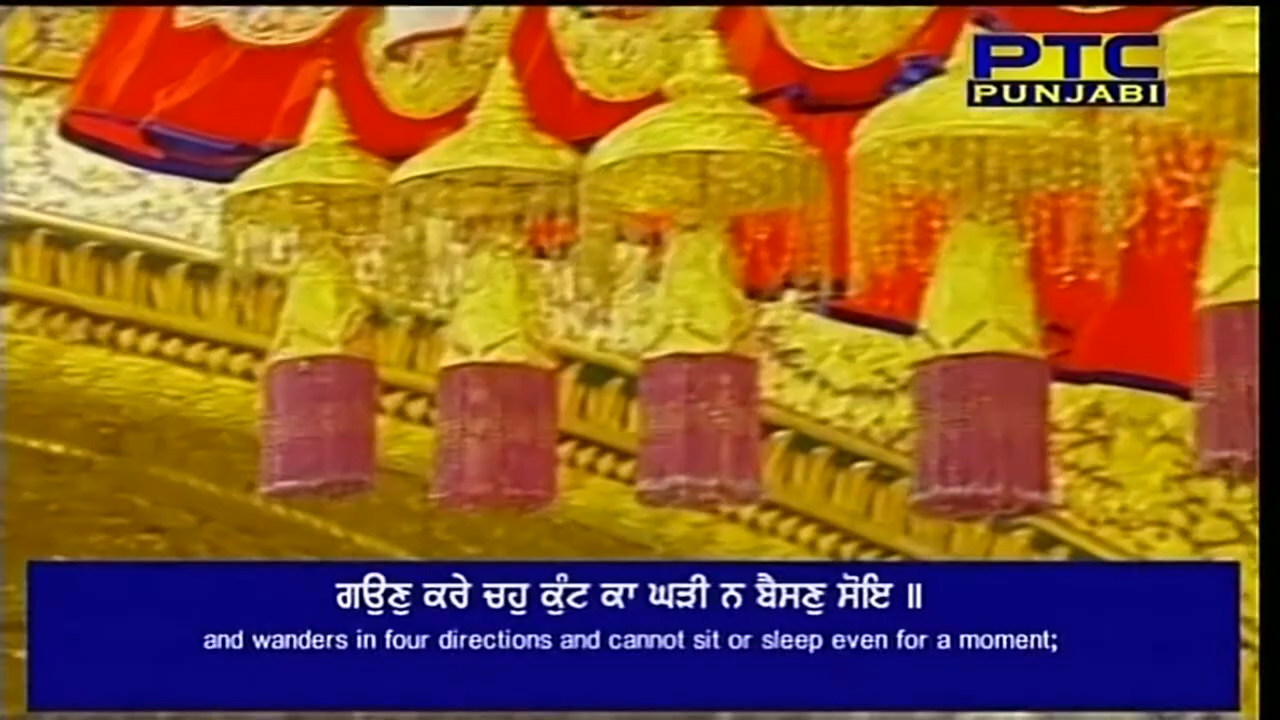 PTC
PUNJABI
ਗਉਣੁ ਕਰੇ ਚਹੁ ਕੁੰਟ ਕਾ ਘੜੀ ਨ ਬੈਸਣੁ ਸੋਇ ॥
and wanders in four directions and cannot sit or sleep even for a moment;